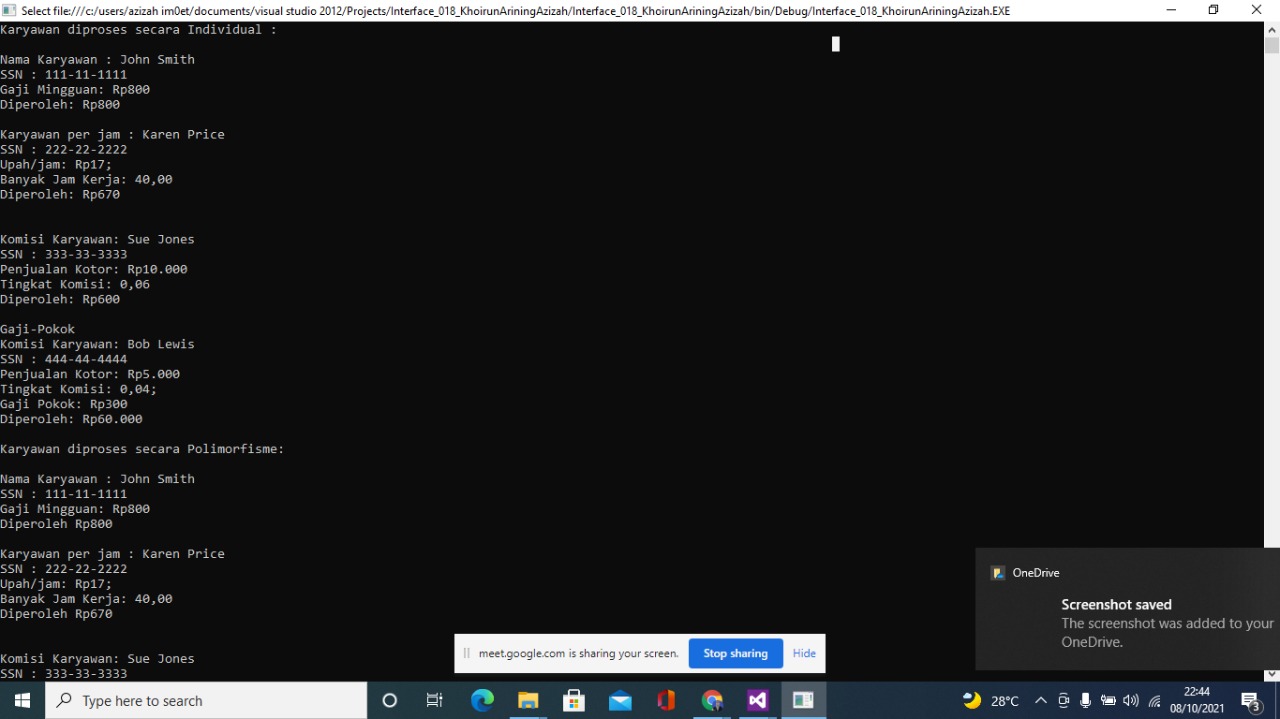 Select file:///c:/users/azizah im0et/documents/visual studio 2012/Projects/Interface_018_KhoirunAriningAzizah/Interface_018_KhoirunAriningAzizah/bin/Debug/Interface_018_KhoirunAriningAzizah.EXE
Karyawan diproses secara Individual :
Nama Karyawan : John Smith
SSN : 111-11-1111
Gaji Mingguan: Rp800
Diperoleh: Rp800
Karyawan per jam : Karen Price
SSN : 222-22-2222
Upah/jam: Rp17;
Banyak Jam Kerja: 40,00
Diperoleh: Rp670
Komisi Karyawan: Sue Jones
SSN : 333-33-3333
Penjualan Kotor: Rp10.000
Tingkat Komisi: 0,06
Diperoleh: Rp600
Gaji-Pokok
Komisi Karyawan: Bob Lewis
SSN : 444-44-4444
Penjualan Kotor: Rp5.000
Tingkat Komisi: 0,04;
Gaji Pokok: Rp300
Diperoleh: Rp60.000
Karyawan diproses secara Polimorfisme:
Nama Karyawan : John Smith
SSN : 111-11-1111
Gaji Mingguan: Rp800
Diperoleh Rp800
Karyawan per jam : Karen Price
SSN : 222-22-2222
Upah/jam: Rp17;
Banyak Jam Kerja: 40,00
Diperoleh Rp670
Komisi Karyawan: Sue Jones
SSN : 333-33-3333
OneDrive
Screenshot saved
The screenshot was added to your
OneDrive.
meet.google.com is sharing your screen.
Stop sharing
Hide
Type here to search
28°C
22:44
08/10/2021
3